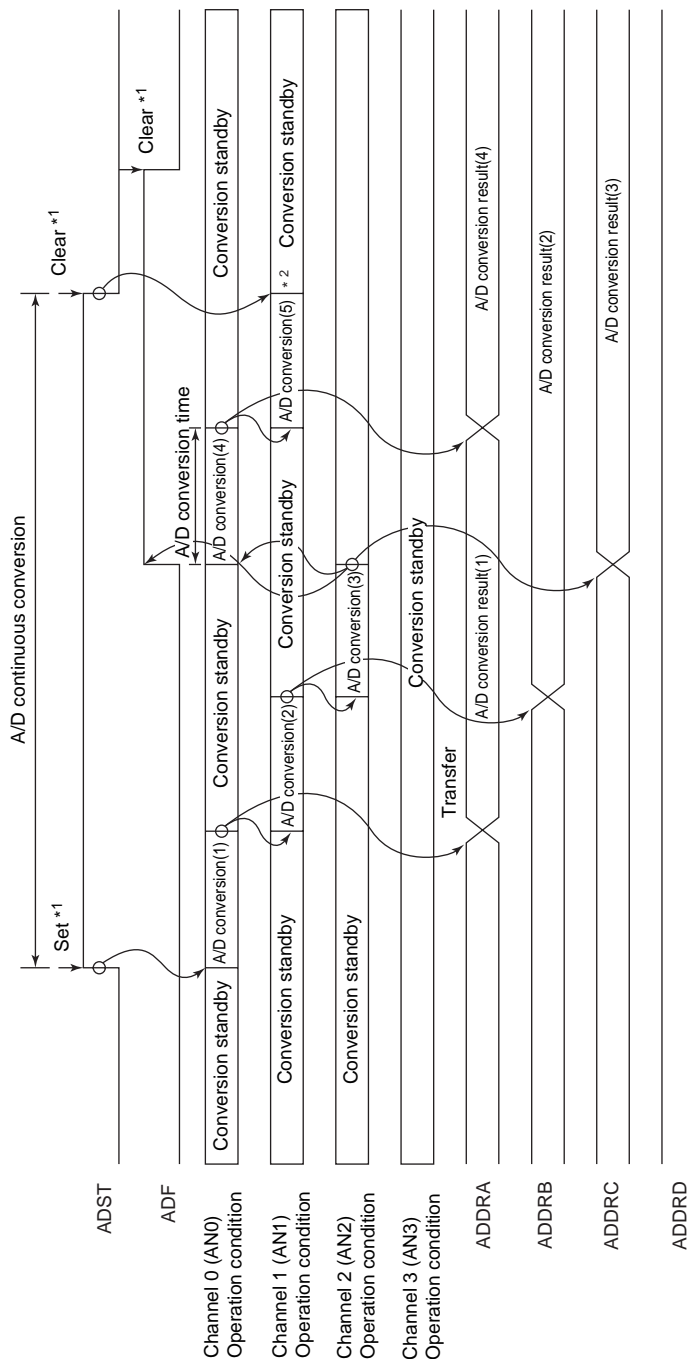 A/D continuous conversion
Set *1
Clear *1
Clear *1
ADST
ADF
A/D conversion time
Channel 0 (AN0)
Operation condition
Conversion standby
A/D conversion(1)
Conversion standby
A/D conversion(4)
Conversion standby
Channel 1 (AN1)
Operation condition
Conversion standby
A/D conversion(2)
Conversion standby
A/D conversion(5)
*2
Conversion standby
Channel 2 (AN2)
Operation condition
Conversion standby
A/D conversion(3)
Channel 3 (AN3)
Operation condition
Conversion standby
Transfer
ADDRA
A/D conversion result(1)
A/D conversion result(4)
ADDRB
A/D conversion result(2)
ADDRC
A/D conversion result(3)
ADDRD